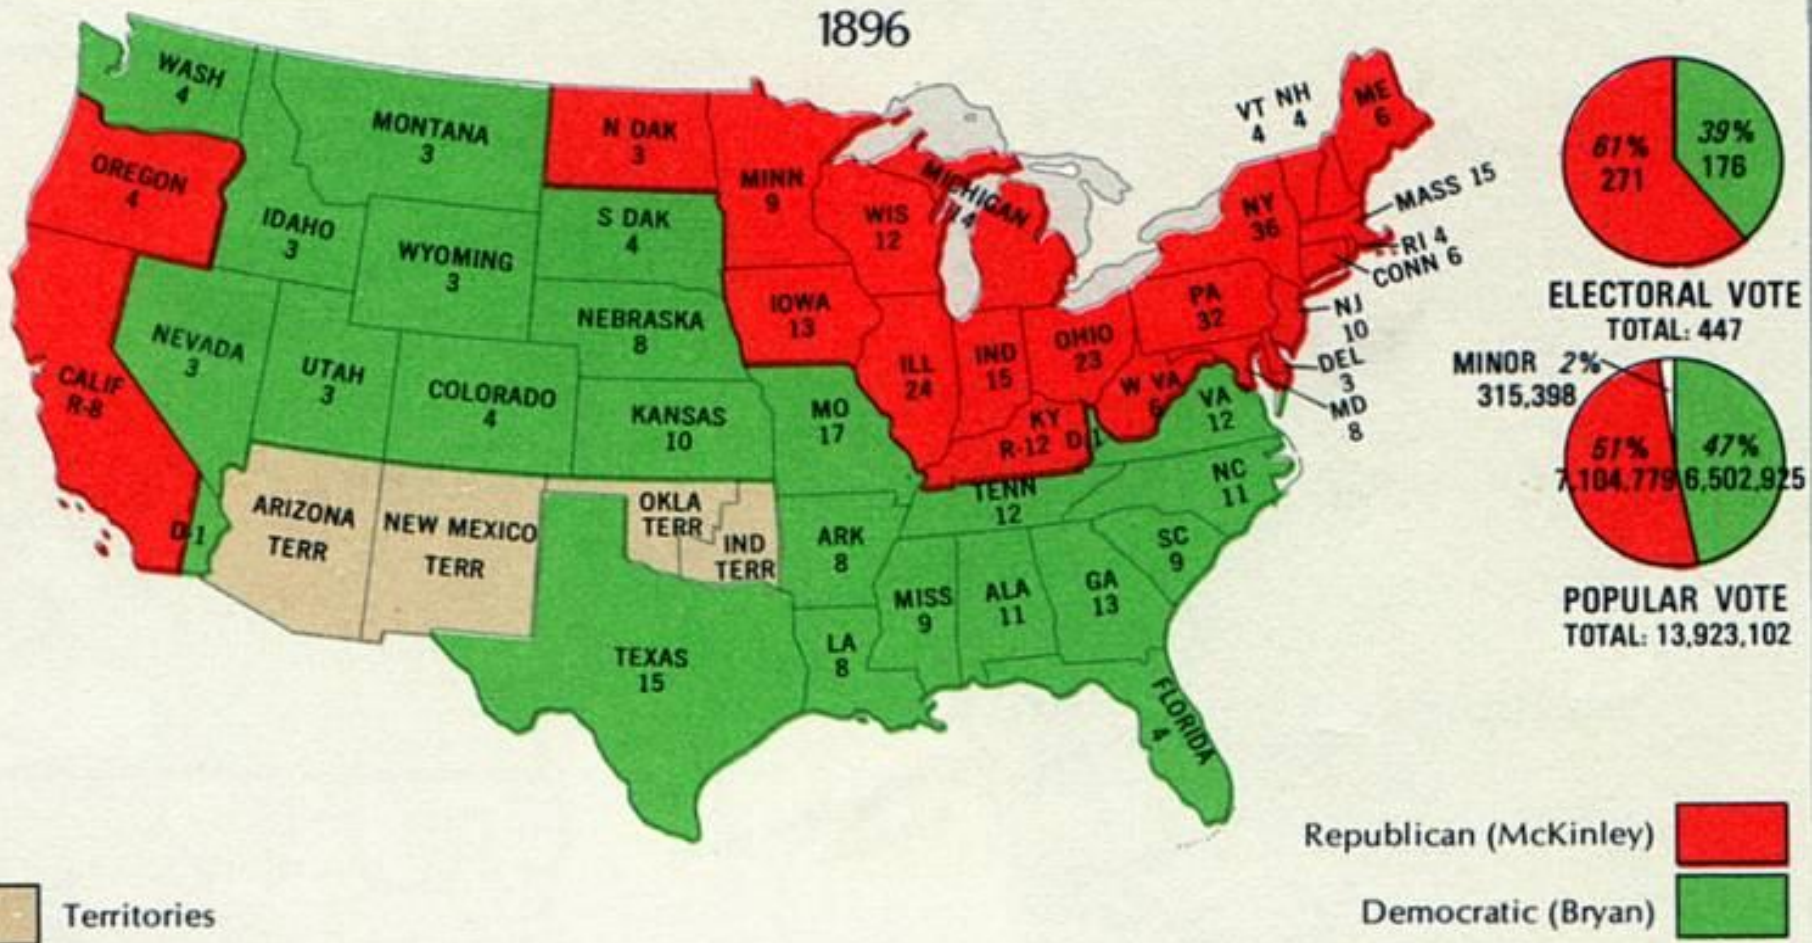 1896
WASH
4
MONTANA
3
N DAK
3
MINN
9
OREGON
4
IDAHO
3
WYOMING
3
S DAK
4
WIS
12
MICHIGAN
14
VT
4
NH
4
ME
6
NY
36
MASS 15
RI 4
CONN 6
NEVADA
3
UTAH
3
COLORADO
4
NEBRASKA
8
IOWA
13
ILL
24
IND
15
OHIO
23
PA
32
NJ
10
DEL
3
MD
8
CALIF
R-8
D-1
KANSAS
10
MO
17
KY
R-12 D-1
W VA
6
VA
12
ARIZONA
TERR
NEW MEXICO
TERR
OKLA
TERR
IND
TERR
ARK
8
TENN
12
NC
11
SC
9
TEXAS
15
LA
8
MISS
9
ALA
11
GA
13
FLORIDA
4
61%
271
39%
176
ELECTORAL VOTE
TOTAL: 447
MINOR 2%
315,398
51%
7,104,779
47%
6,502,925
POPULAR VOTE
TOTAL: 13,923,102
Republican (McKinley)
Democratic (Bryan)
Territories